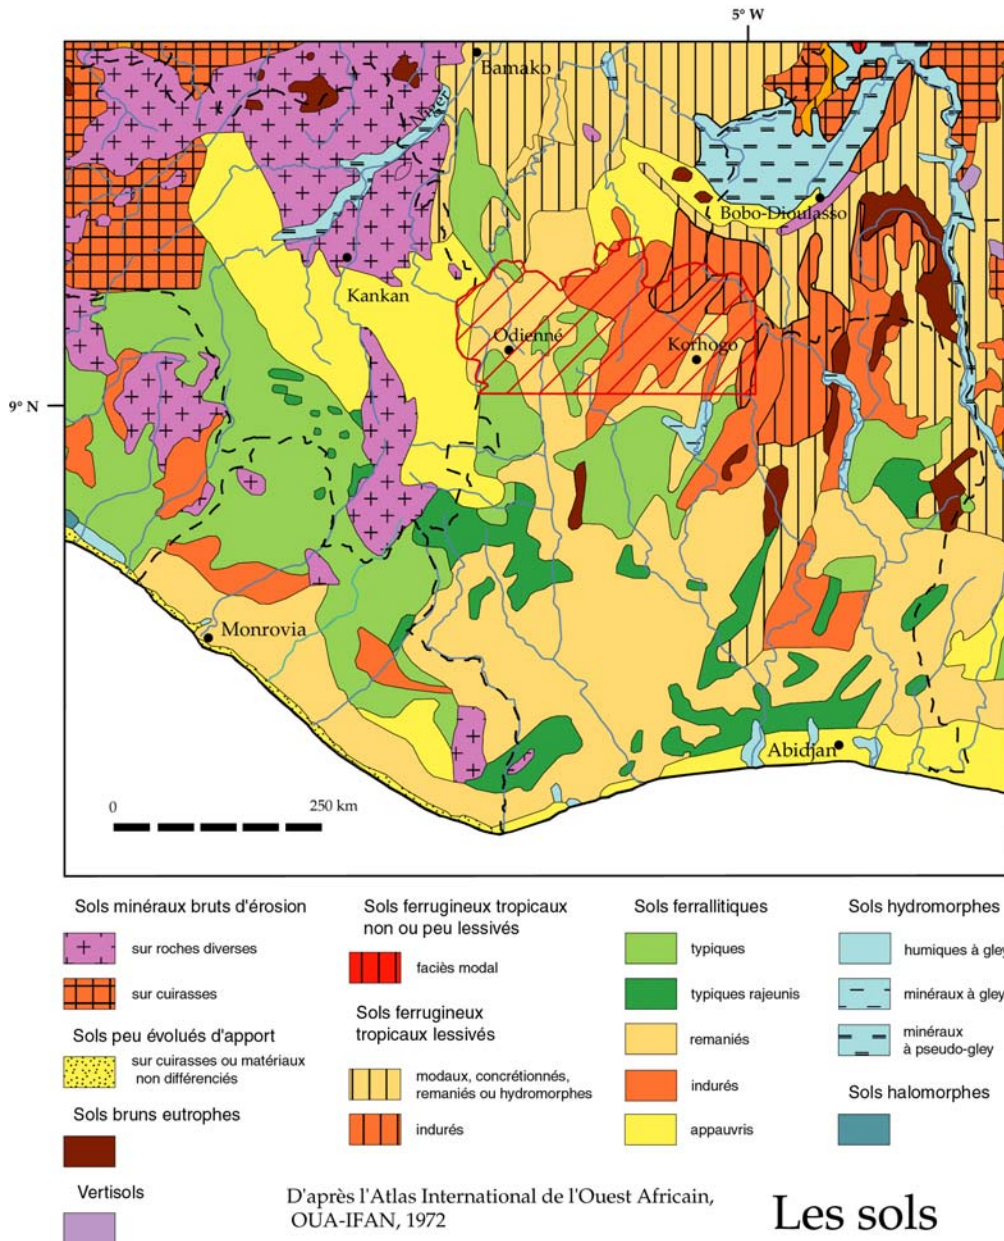 5° W
Bamako
Niger
Bobo-Dioulasso
Kankan
Odienné
Korhogo
9° N
Monrovia
Abidjan
0
250 km
Sols minéraux bruts d'érosion
sur roches diverses
sur cuirasses
Sols peu évolués d'apport
sur cuirasses ou matériaux
non différenciés
Sols bruns eutrophes
Vertisols
Sols ferrugineux tropicaux
non ou peu lessivés
faciès modal
Sols ferrugineux
tropicaux lessivés
modaux, concrétionnés,
remaniés ou hydromorphes
indurés
Sols ferrallitiques
typiques
typiques rajeunis
remaniés
indurés
appauvris
Sols hydromorphes
humiques à gley
minéraux à gley
minéraux
à pseudo-gley
Sols halomorphes
D'après l'Atlas International de l'Ouest Africain,
OUA-IFAN, 1972
Les sols